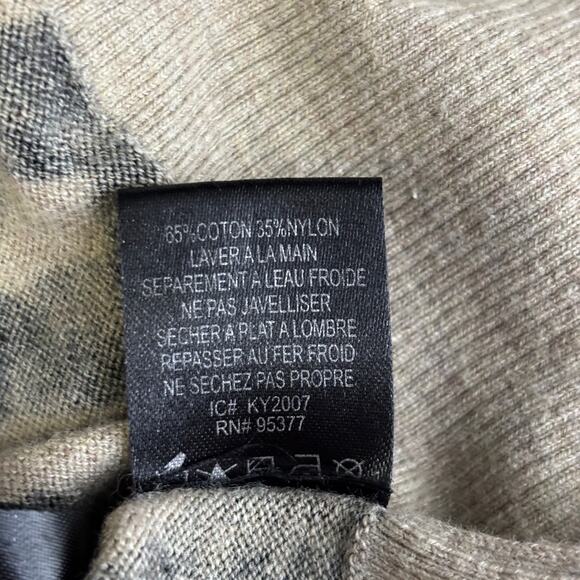 65%COTON 35%NYLON
LAVER A LA MAIN
SEPAREMENT A LEAU FROIDE
NE PAS JAVELLISER
SECHER A PLAT A LOMBRE
REPASSER AU FER FROID
NE SECHEZ PAS PROPRE
IC# KY2007
RN# 95377